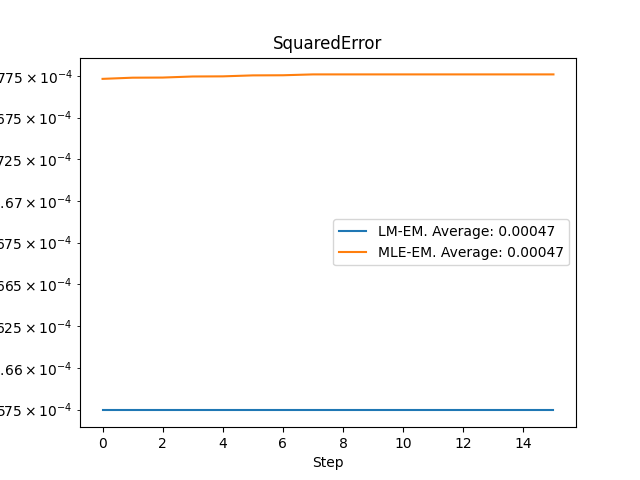 SquaredError
775 × 10⁻⁴
675 × 10⁻⁴
725 × 10⁻⁴
.67 × 10⁻⁴
675 × 10⁻⁴
665 × 10⁻⁴
625 × 10⁻⁴
.66 × 10⁻⁴
575 × 10⁻⁴
LM-EM. Average: 0.00047
MLE-EM. Average: 0.00047
0 2 4 6 8 10 12 14
Step